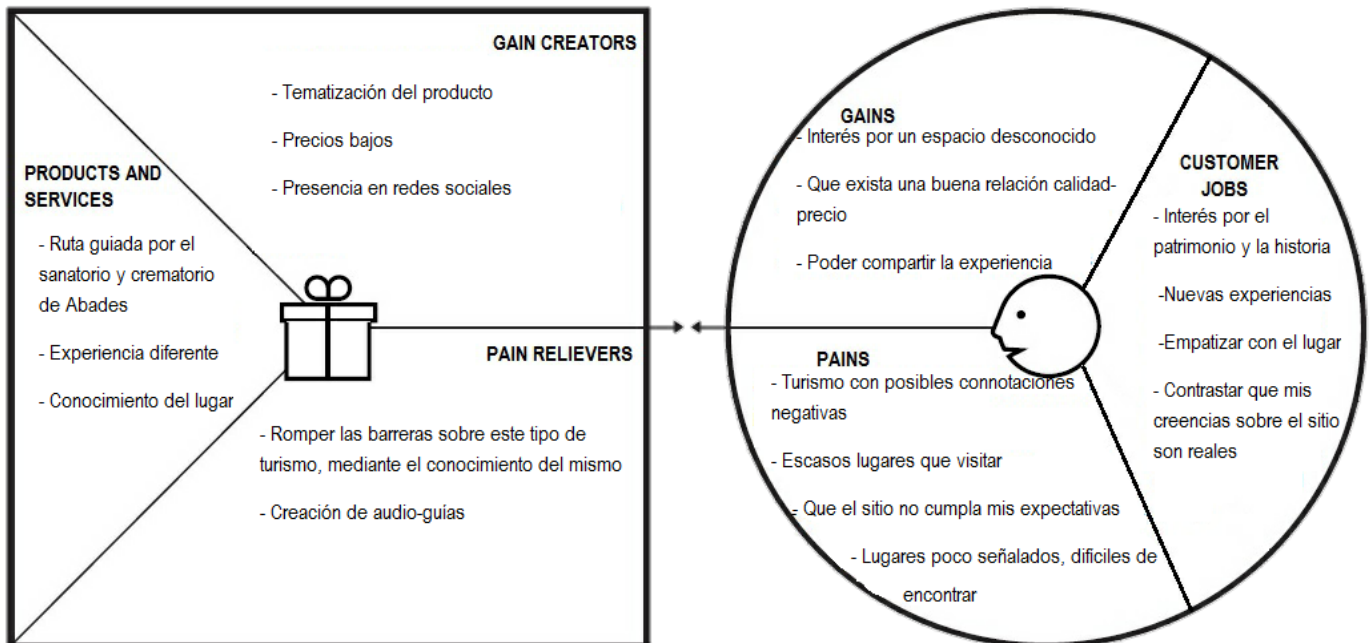 GAIN CREATORS
- Tematización del producto
- Precios bajos
- Presencia en redes sociales
PRODUCTS AND
SERVICES
- Ruta guiada por el
sanatorio y crematorio
de Abades
- Experiencia diferente
- Conocimiento del lugar
PAIN RELIEVERS
- Romper las barreras sobre este tipo de
turismo, mediante el conocimiento del mismo
- Creación de audio-guías
GAINS
- Interés por un espacio desconocido
- Que exista una buena relación calidad-
precio
- Poder compartir la experiencia
CUSTOMER
JOBS
- Interés por el
patrimonio y la historia
-Nuevas experiencias
-Empatizar con el lugar
- Contrastar que mis
creencias sobre el sitio
son reales
PAINS
- Turismo con posibles connotaciones
negativas
- Escasos lugares que visitar
- Que el sitio no cumpla mis expectativas
- Lugares poco señalados, difíciles de
encontrar